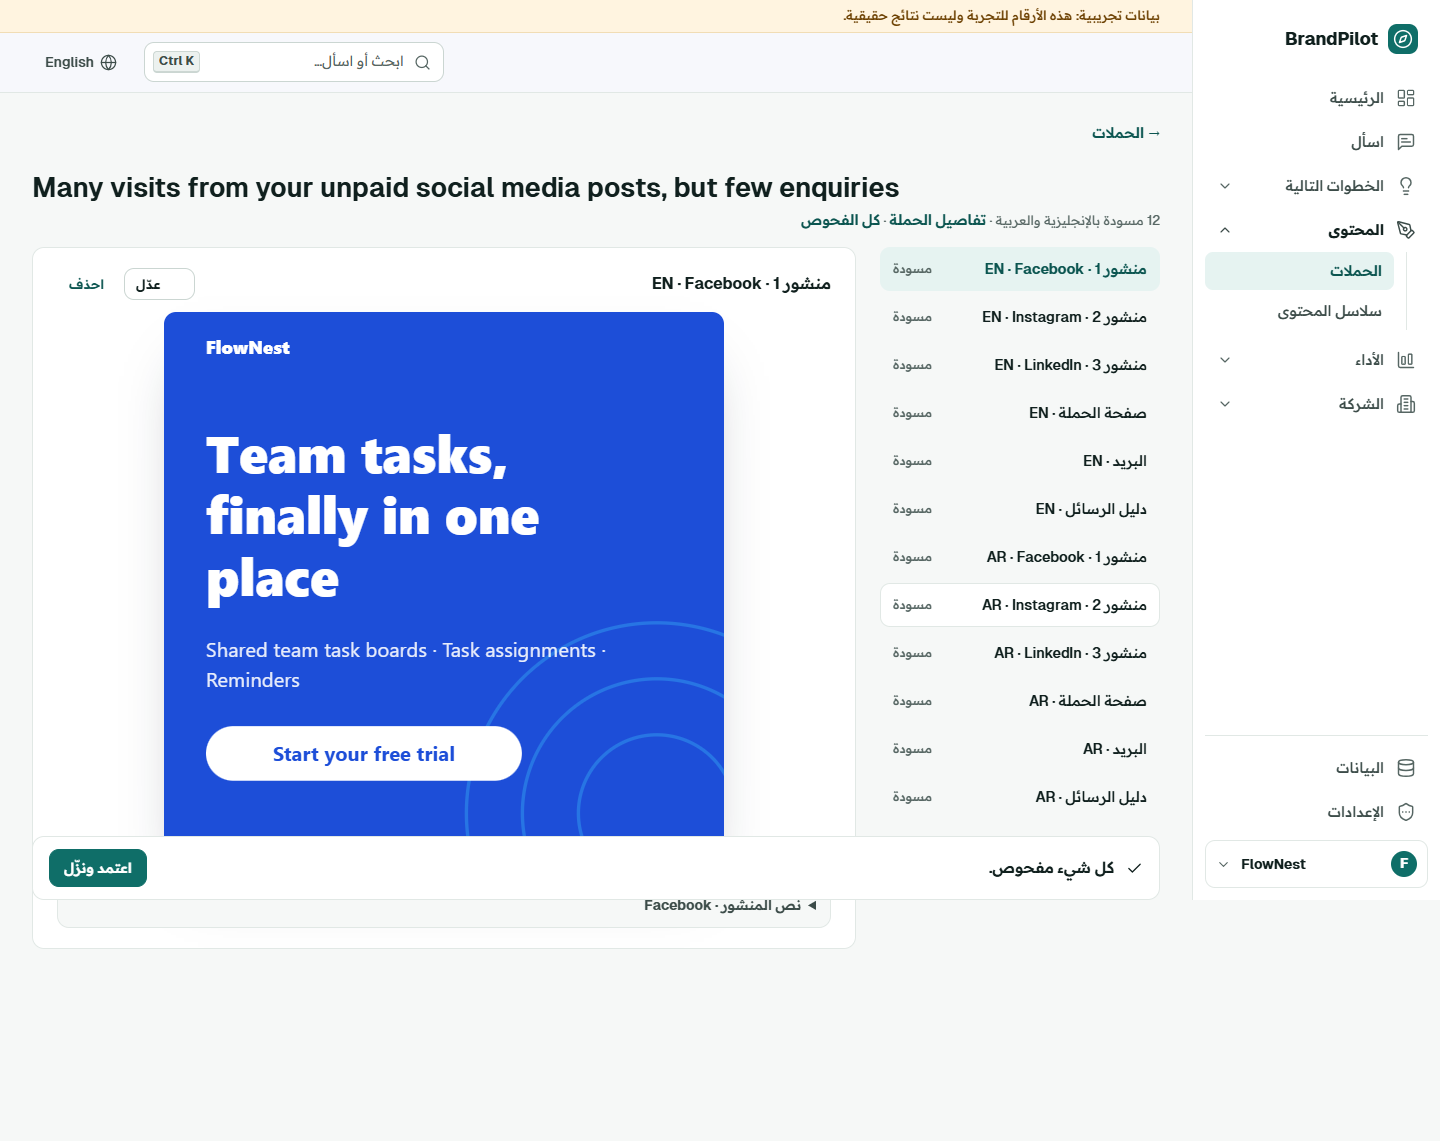 بيانات تجريبية: هذه الأرقام للتجربة وليست نتائج حقيقية.
BrandPilot
الرئيسية
اسأل
الخطوات التالية
المحتوى
الحملات
سلاسل المحتوى
الأداء
الشركة
البيانات
الإعدادات
F FlowNest
ابحث أو اسأل...
Ctrl K
English
→ الحملات
Many visits from your unpaid social media posts, but few enquiries
12 مسودة بالإنجليزية والعربية · تفاصيل الحملة · كل الفحوص
منشور 1 · EN · Facebook مسودة
منشور 2 · EN · Instagram مسودة
منشور 3 · EN · LinkedIn مسودة
صفحة الحملة · EN مسودة
البريد · EN مسودة
دليل الرسائل · EN مسودة
منشور 1 · AR · Facebook مسودة
منشور 2 · AR · Instagram مسودة
منشور 3 · AR · LinkedIn مسودة
صفحة الحملة · AR مسودة
البريد · AR مسودة
دليل الرسائل · AR مسودة
منشور 1 · EN · Facebook
عدّل
احذف
FlowNest
Team tasks,
finally in one
place
Shared team task boards · Task assignments ·
Reminders
Start your free trial
كل شيء مفحوص.
اعتمد ونزّل
نص المنشور · Facebook